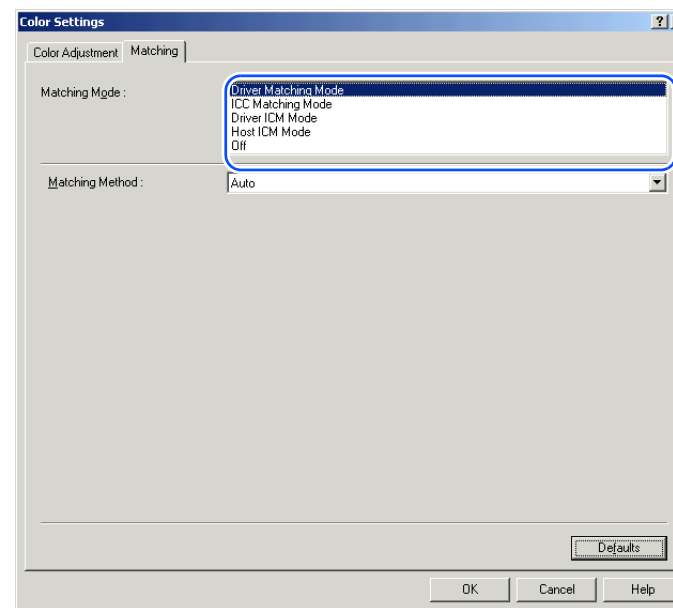 Color Settings
?
Color Adjustment Matching
Matching Mode :
Driver Matching Mode
ICC Matching Mode
Driver ICM Mode
Host ICM Mode
Off
Matching Method :
Auto
Defaults
OK Cancel Help